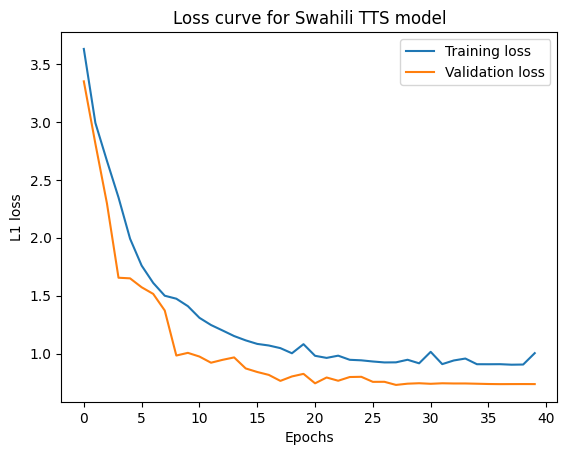 Loss curve for Swahili TTS model
Training loss
Validation loss
L1 loss
3.5
3.0
2.5
2.0
1.5
1.0
0 5 10 15 20 25 30 35 40
Epochs